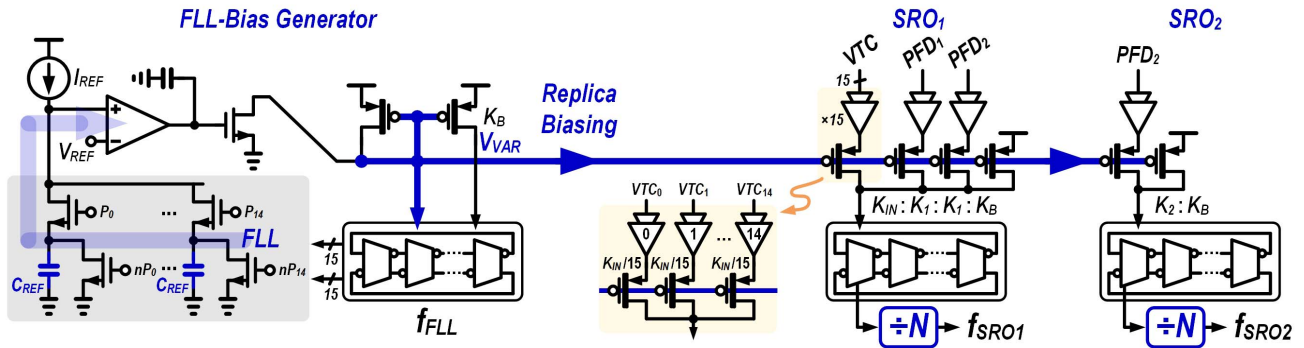 FLL-Bias Generator
SRO1
SRO2
IREF
VREF
+
−
KB
VVAR
Replica
Biasing
VTC
PFD1
PFD2
15
×15
PFD2
P0
...
P14
FLL
nP0
...
nP14
CREF
CREF
15
15
fFLL
VTC0
VTC1
VTC14
0
1
...
14
KIN/15
KIN/15
KIN/15
KIN : K1 : K1 : KB
K2 : KB
÷N
fSRO1
÷N
fSRO2